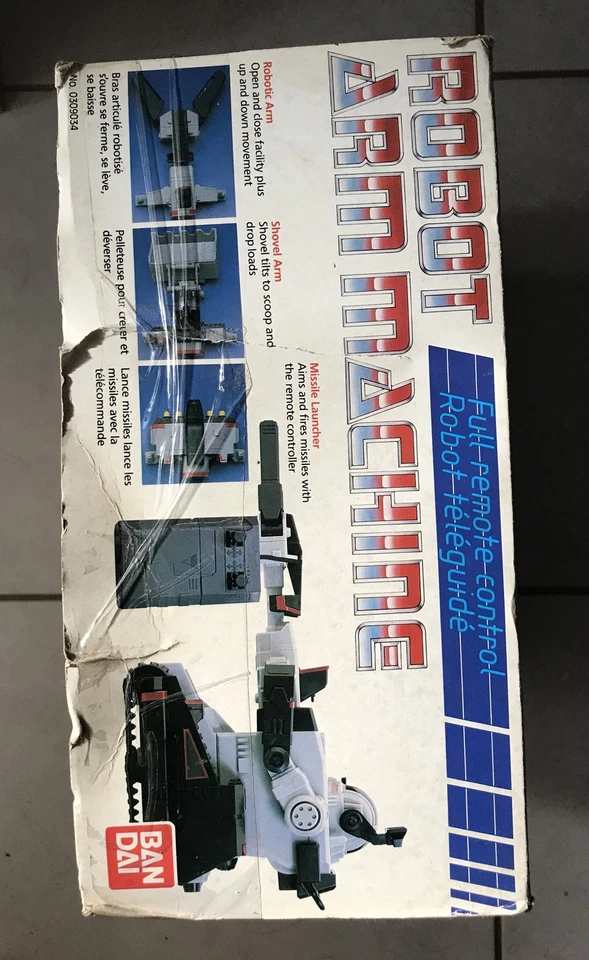 ROBOT
ARM MACHINE
Full remote control
Robot téléguidé
Robotic Arm
Open and close facility plus
up and down movement
Bras articulé robotisé
s'ouvre se ferme, se lève,
se baisse
No. 0309034
Shovel Arm
Shovel tilts to scoop and
drop loads
Pelleteuse pour creuer et
déverser
Missile Launcher
Aims and fires missiles with
the remote controller
Lance missiles lance les
missiles avec la
télécommande
BAN
DAI